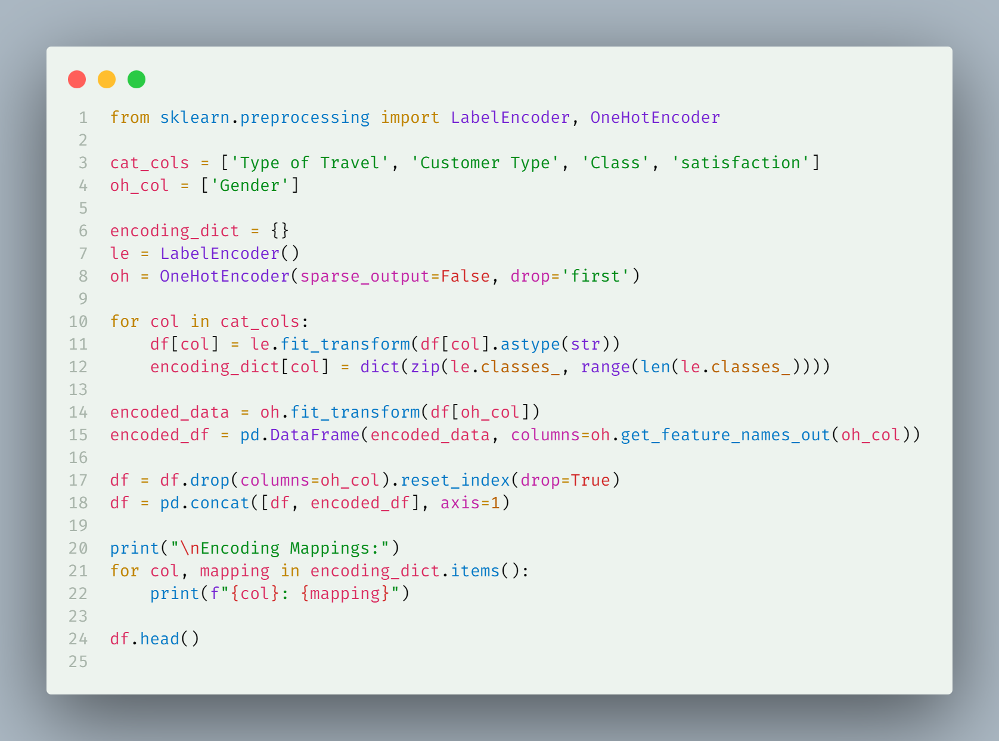 1 from sklearn.preprocessing import LabelEncoder, OneHotEncoder
2
3 cat_cols = ['Type of Travel', 'Customer Type', 'Class', 'satisfaction']
4 oh_col = ['Gender']
5
6 encoding_dict = {}
7 le = LabelEncoder()
8 oh = OneHotEncoder(sparse_output=False, drop='first')
9
10 for col in cat_cols:
11     df[col] = le.fit_transform(df[col].astype(str))
12     encoding_dict[col] = dict(zip(le.classes_, range(len(le.classes_))))
13
14 encoded_data = oh.fit_transform(df[oh_col])
15 encoded_df = pd.DataFrame(encoded_data, columns=oh.get_feature_names_out(oh_col))
16
17 df = df.drop(columns=oh_col).reset_index(drop=True)
18 df = pd.concat([df, encoded_df], axis=1)
19
20 print("\nEncoding Mappings:")
21 for col, mapping in encoding_dict.items():
22     print(f"{col}: {mapping}")
23
24 df.head()
25